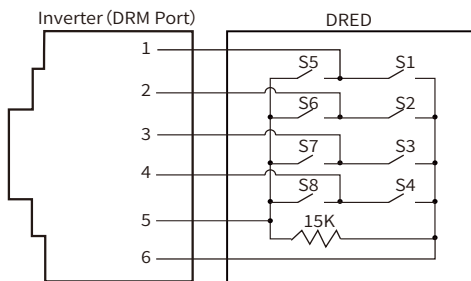 Inverter (DRM Port)
DRED
1
S5 S1
2
S6 S2
3
S7 S3
4
S8 S4
5
15K
6